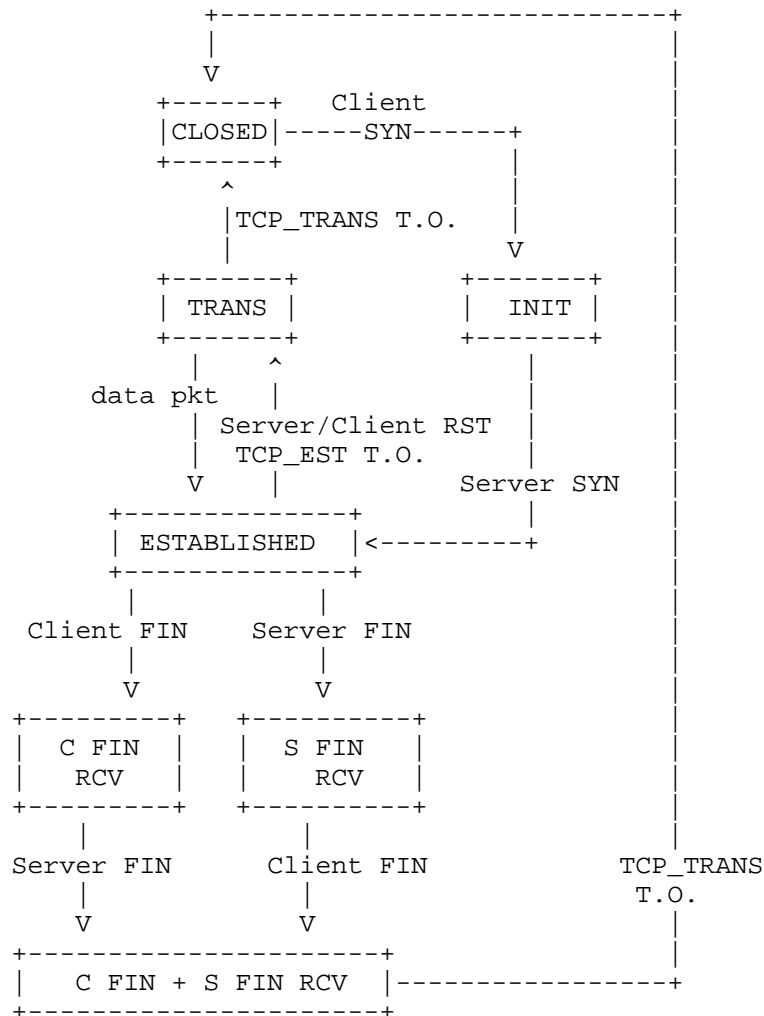 Client
CLOSED SYN
TCP_TRANS T.O.
TRANS INIT
data pkt
Server/Client RST
TCP_EST T.O.
Server SYN
ESTABLISHED
Client FIN Server FIN
C FIN S FIN
RCV RCV
Server FIN Client FIN TCP_TRANS
T.O.
C FIN + S FIN RCV